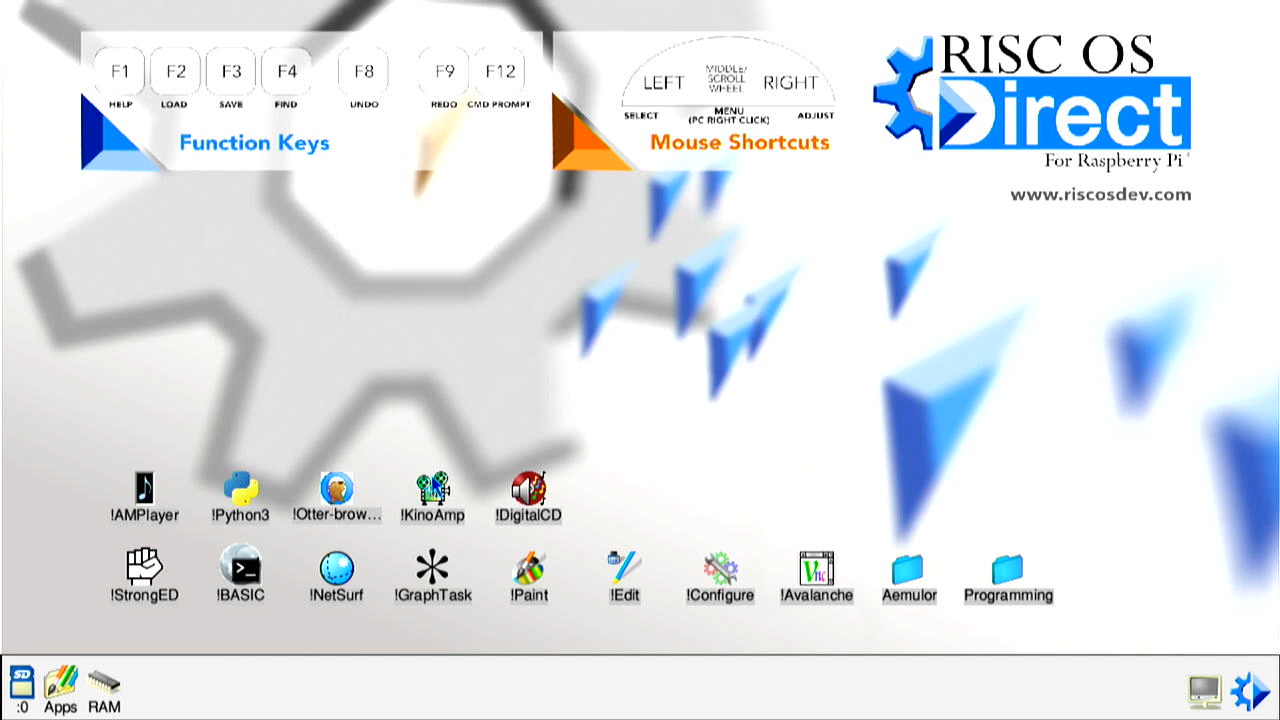 F1 F2 F3 F4 F8 F9 F12
HELP LOAD SAVE FIND UNDO REDO CMD PROMPT
Function Keys
LEFT MIDDLE/ RIGHT
SCROLL
WHEEL
SELECT MENU ADJUST
(PC RIGHT CLICK)
Mouse Shortcuts
RISC OS
Direct
For Raspberry Pi
www.riscosdev.com
!AMPlayer !Python3 !Otter-brow... !KinoAmp !DigitalCD
!StrongED !BASIC !NetSurf !GraphTask !Paint !Edit !Configure !Avalanche Aemulor Programming
SD
Vnc
:0 Apps RAM